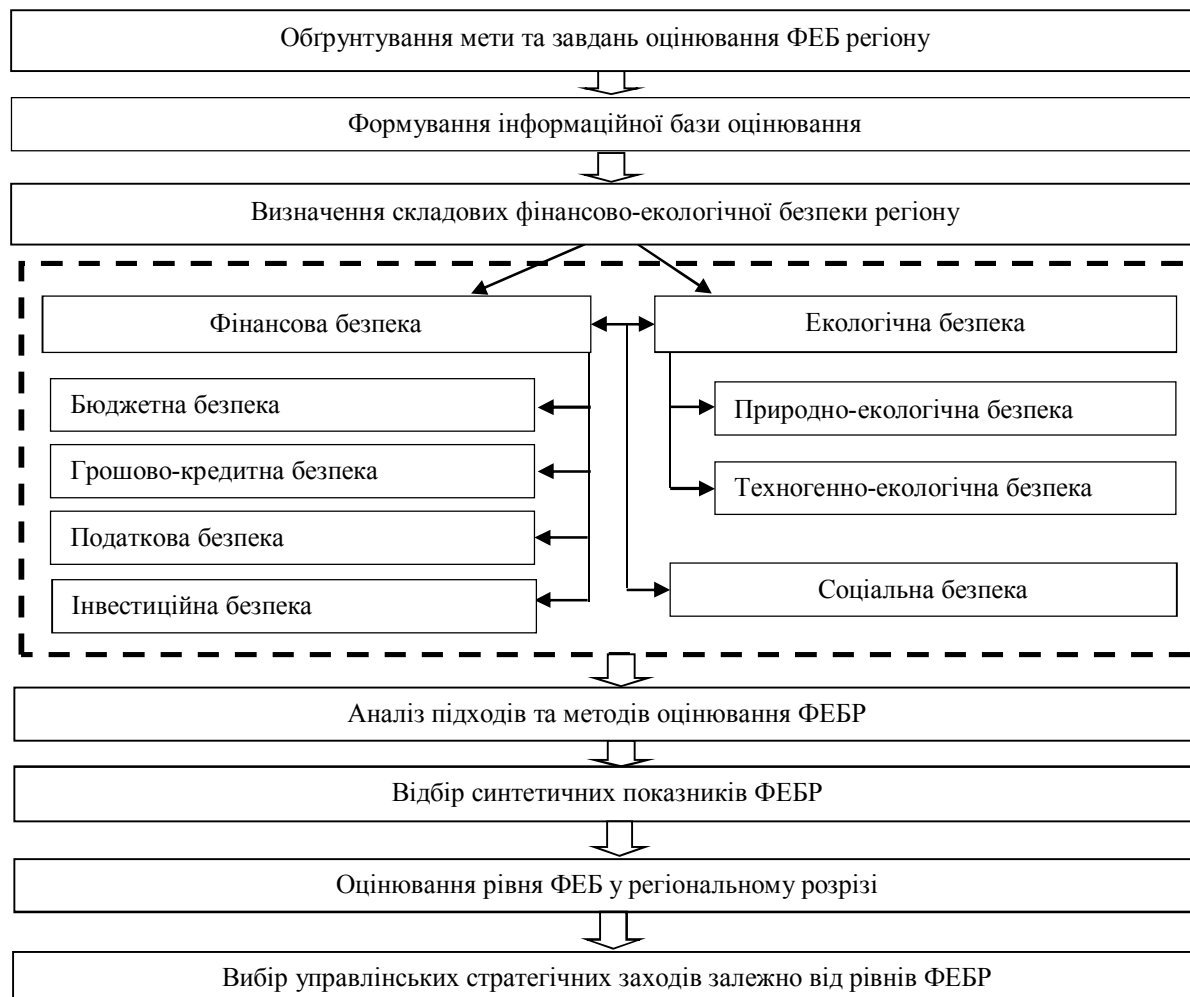 Обґрунтування мети та завдань оцінювання ФЕБ регіону
Формування інформаційної бази оцінювання
Визначення складових фінансово-екологічної безпеки регіону
Фінансова безпека
Екологічна безпека
Бюджетна безпека
Природно-екологічна безпека
Грошово-кредитна безпека
Техногенно-екологічна безпека
Податкова безпека
Інвестиційна безпека
Соціальна безпека
Аналіз підходів та методів оцінювання ФЕБР
Відбір синтетичних показників ФЕБР
Оцінювання рівня ФЕБ у регіональному розрізі
Вибір управлінських стратегічних заходів залежно від рівнів ФЕБР